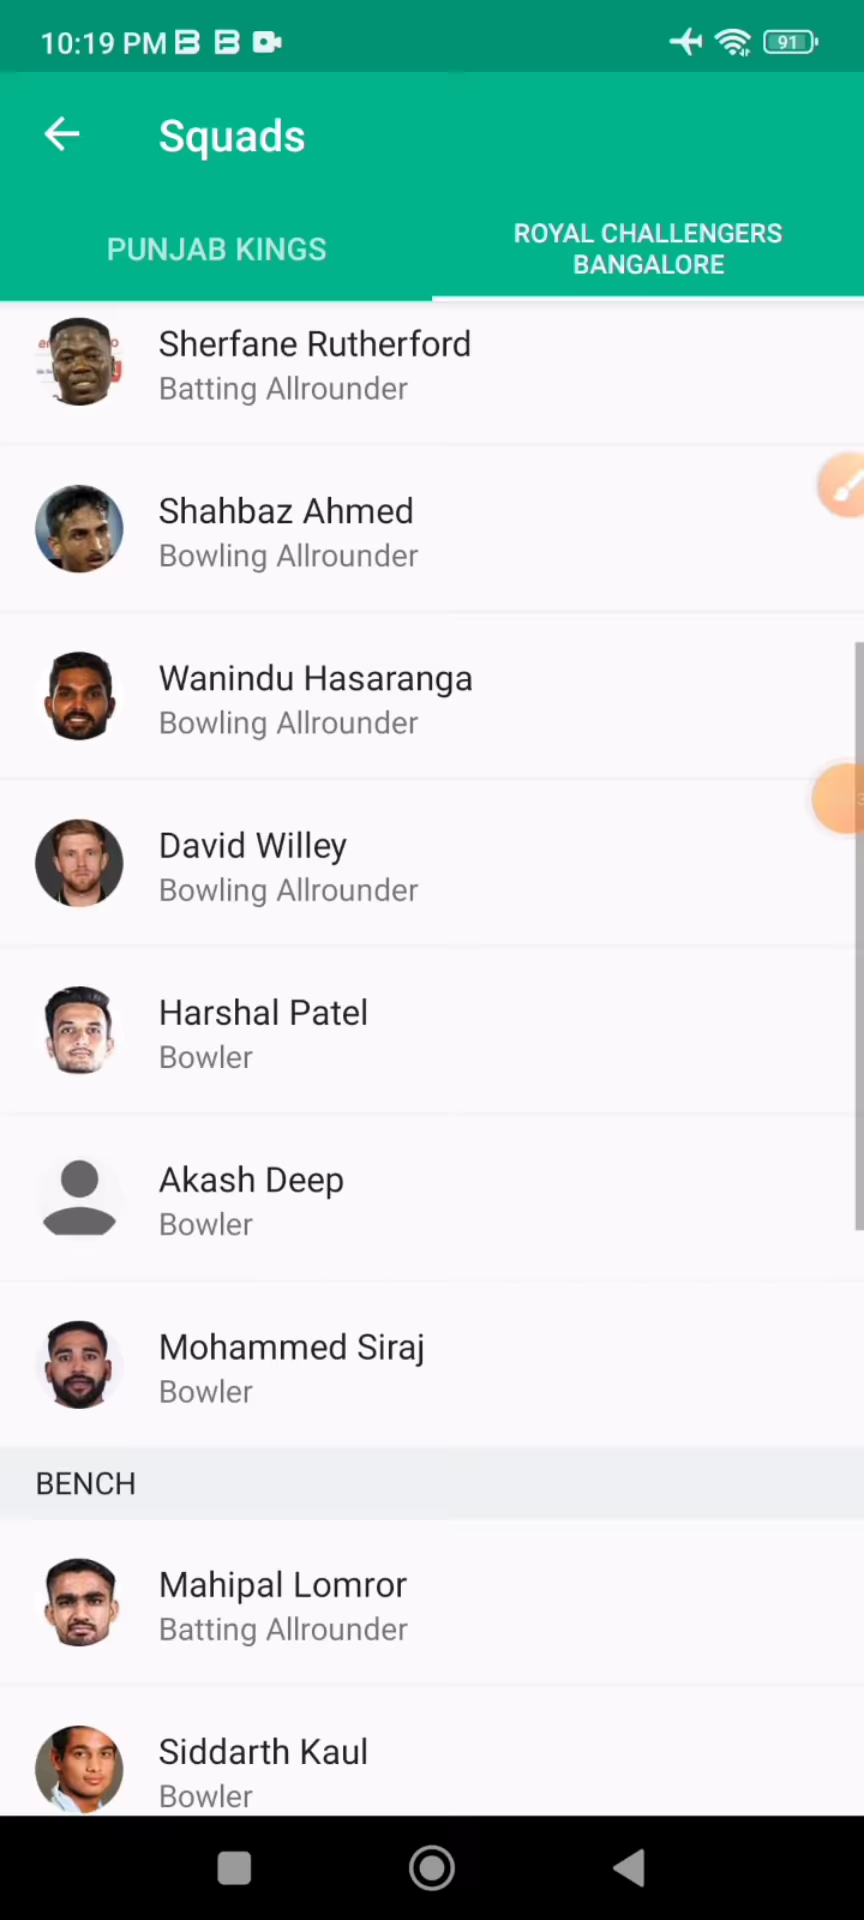 10:19 PM
91
Squads
PUNJAB KINGS
ROYAL CHALLENGERS
BANGALORE
Sherfane Rutherford
Batting Allrounder
Shahbaz Ahmed
Bowling Allrounder
Wanindu Hasaranga
Bowling Allrounder
David Willey
Bowling Allrounder
Harshal Patel
Bowler
Akash Deep
Bowler
Mohammed Siraj
Bowler
BENCH
Mahipal Lomror
Batting Allrounder
Siddarth Kaul
Bowler